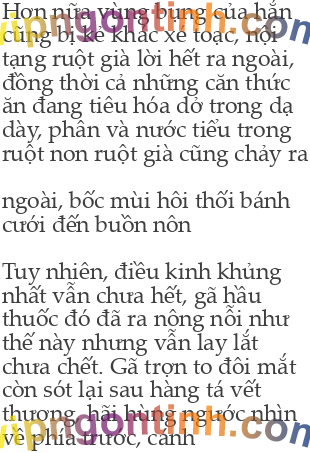 Hơn nữa vùng bụng của hắn
cũng bị kẻ khác xé toạc, nội
tạng ruột già lòi hết ra ngoài,
đồng thời cả những căn thức
ăn đang tiêu hóa dở trong dạ
dày, phân và nước tiểu trong
ruột non ruột già cũng chảy ra
ngoài, bốc mùi hôi thối bánh
cưới đến buồn nôn
Tuy nhiên, điều kinh khủng
nhất vẫn chưa hết, gã hầu
thuốc đó đã ra nông nỗi như
thế này nhưng vẫn lay lắt
chưa chết. Gã trợn to đôi mắt
còn sót lại sau hàng tá vết
thương, hãi hùng ngước nhìn
về phía trước, cảnh
vipngontinh.com
vipngontinh.com